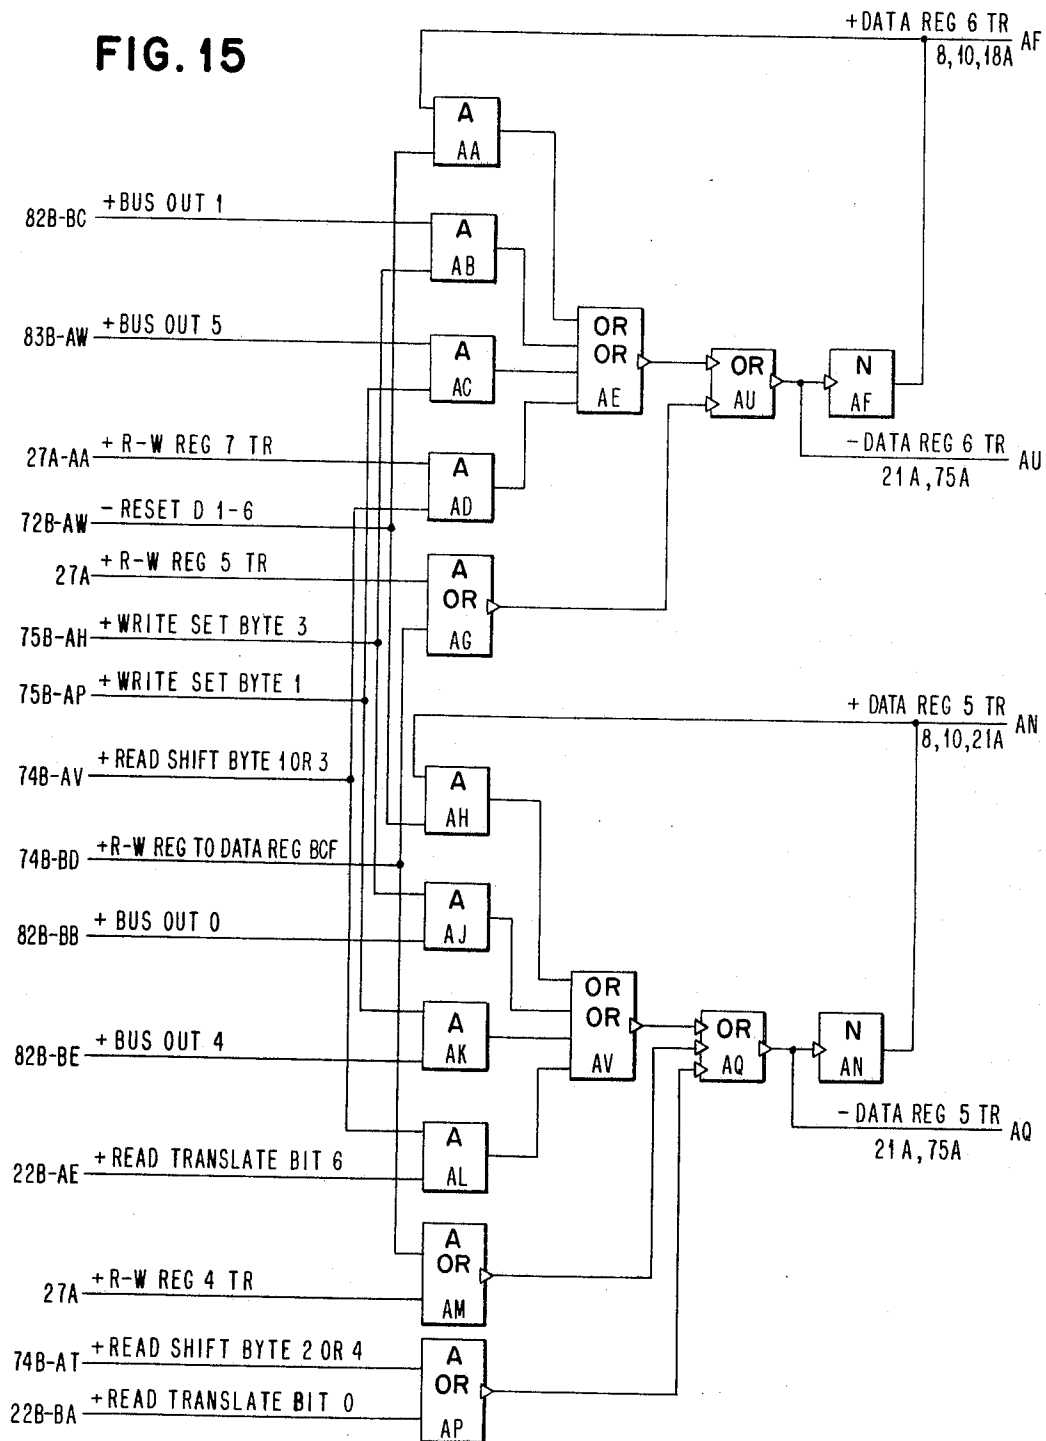 FIG. 15
+DATA REG 6 TR
AF
8,10,18A
A
AA
82B-BC
+BUS OUT 1
A
AB
83B-AW
+BUS OUT 5
A
AC
OR
OR
AE
OR
AU
N
AF
27A-AA
+ R-W REG 7 TR
A
AD
-DATA REG 6 TR
AU
21A,75A
72B-AW
- RESET D 1-6
27A
+ R-W REG 5 TR
A
OR
AG
75B-AH
+WRITE SET BYTE 3
75B-AP
+WRITE SET BYTE 1
+ DATA REG 5 TR
AN
8,10,21A
74B-AV
+READ SHIFT BYTE 1 OR 3
A
AH
74B-BD
+R-W REG TO DATA REG BCF
A
AJ
82B-BB
+ BUS OUT 0
OR
OR
AV
82B-BE
+ BUS OUT 4
A
AK
OR
AQ
N
AN
-DATA REG 5 TR
AQ
21A,75A
A
AL
22B-AE
+READ TRANSLATE BIT 6
A
OR
AM
27A
+R-W REG 4 TR
74B-AT
+READ SHIFT BYTE 2 OR 4
A
OR
AP
22B-BA
+READ TRANSLATE BIT 0